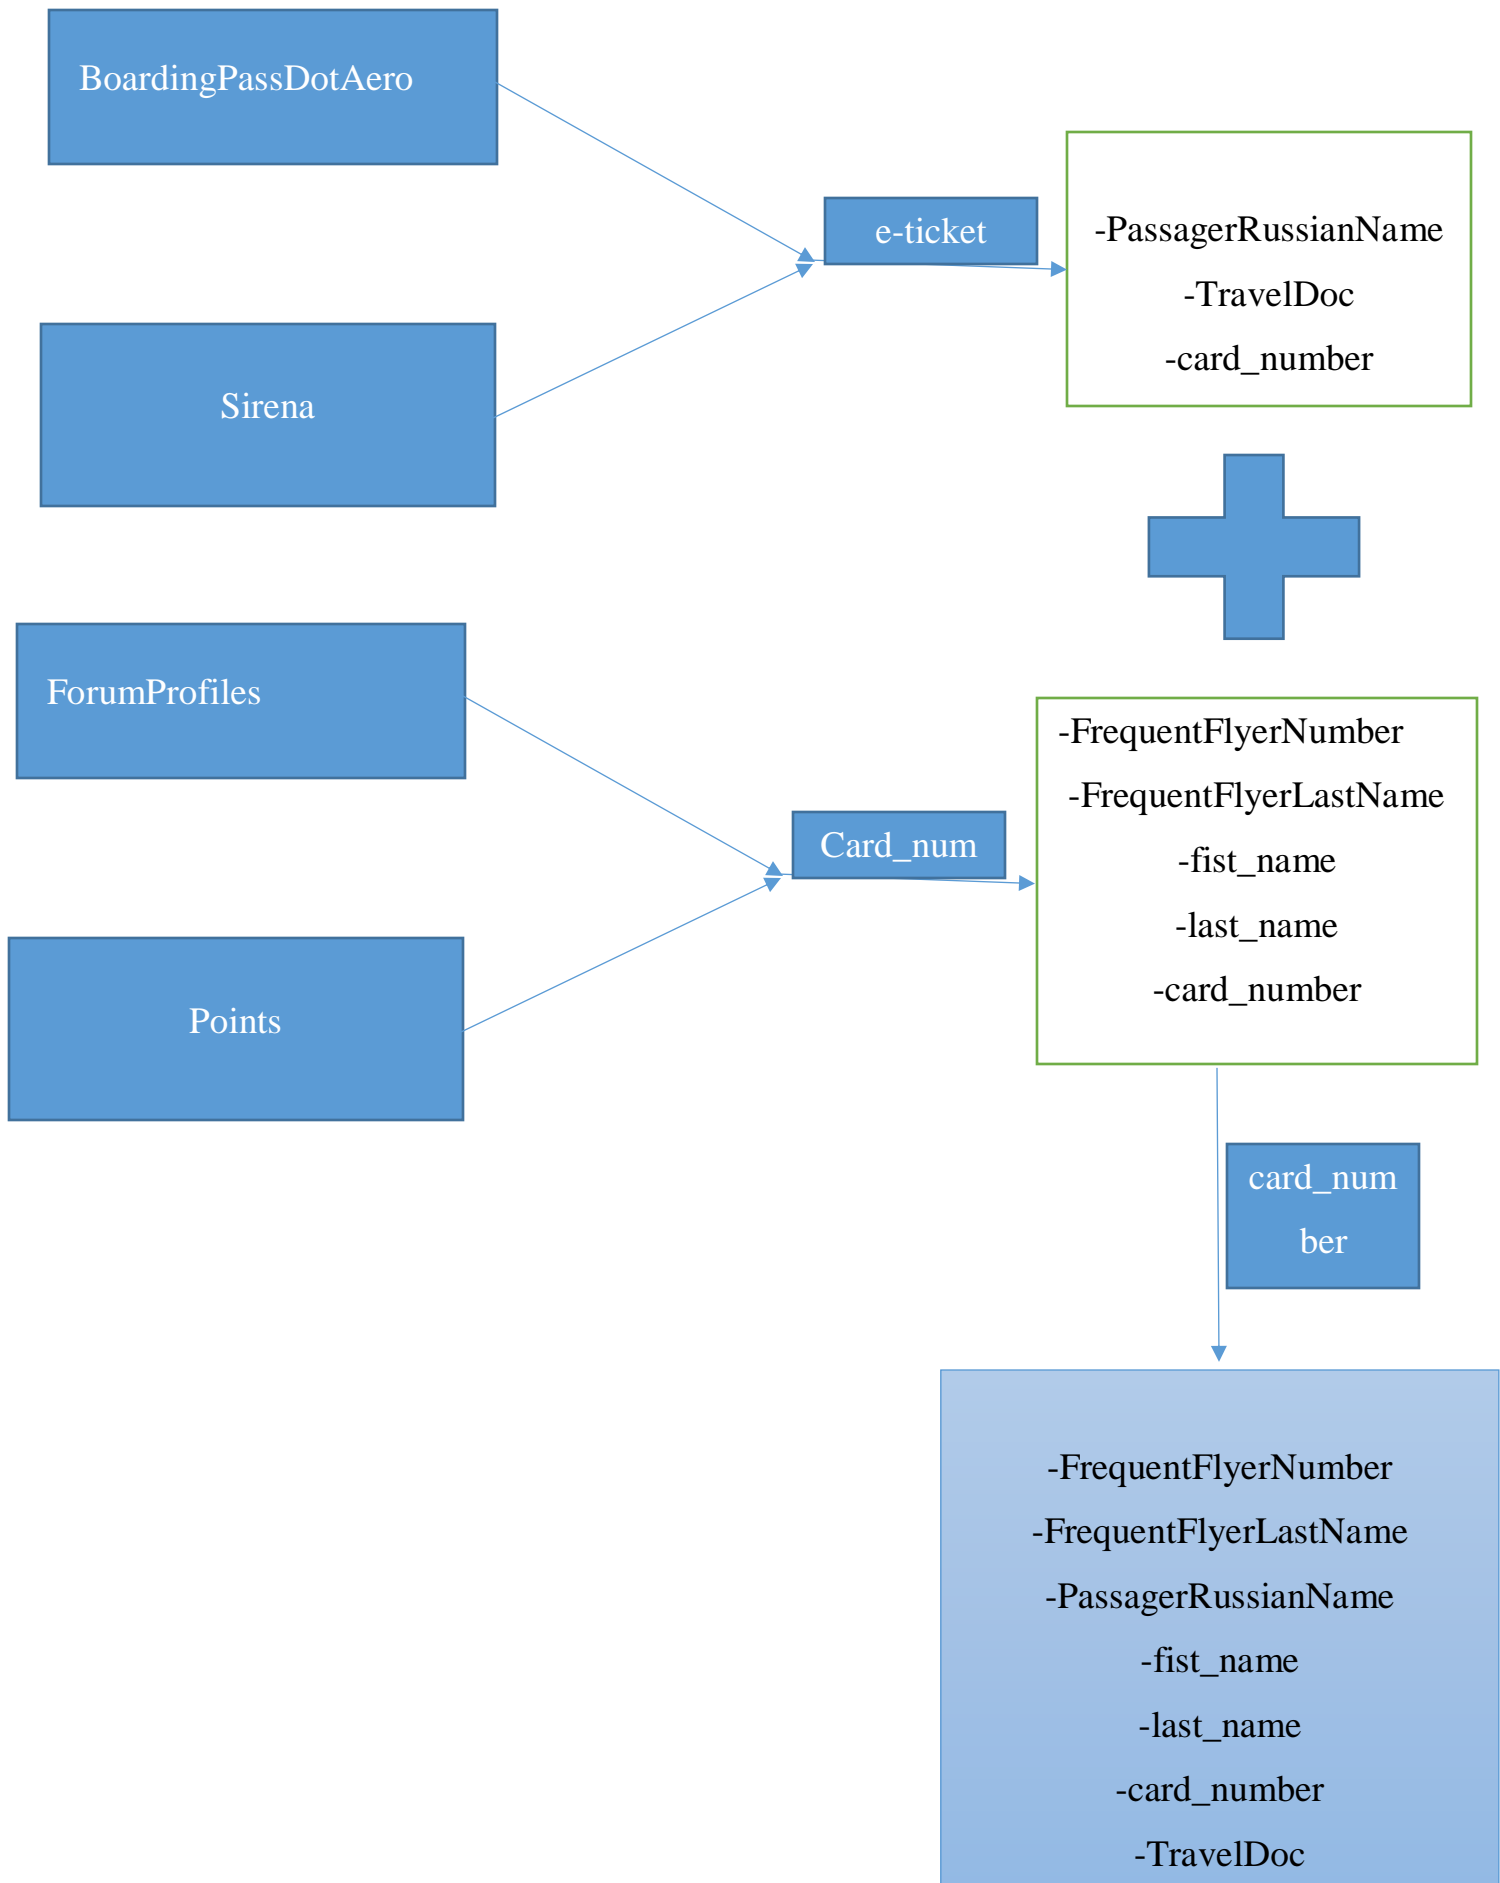 BoardingPassDotAero
e-ticket
-PassagerRussianName
-TravelDoc
-card_number
Sirena
ForumProfiles
Card_num
-FrequentFlyerNumber
-FrequentFlyerLastName
-fist_name
-last_name
-card_number
Points
card_num
ber
-FrequentFlyerNumber
-FrequentFlyerLastName
-PassagerRussianName
-fist_name
-last_name
-card_number
-TravelDoc